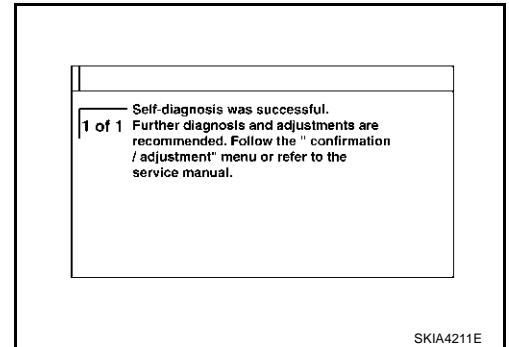 Self-diagnosis was successful.
1 of 1 Further diagnosis and adjustments are
recommended. Follow the " confirmation
/ adjustment" menu or refer to the
service manual.
SKIA4211E